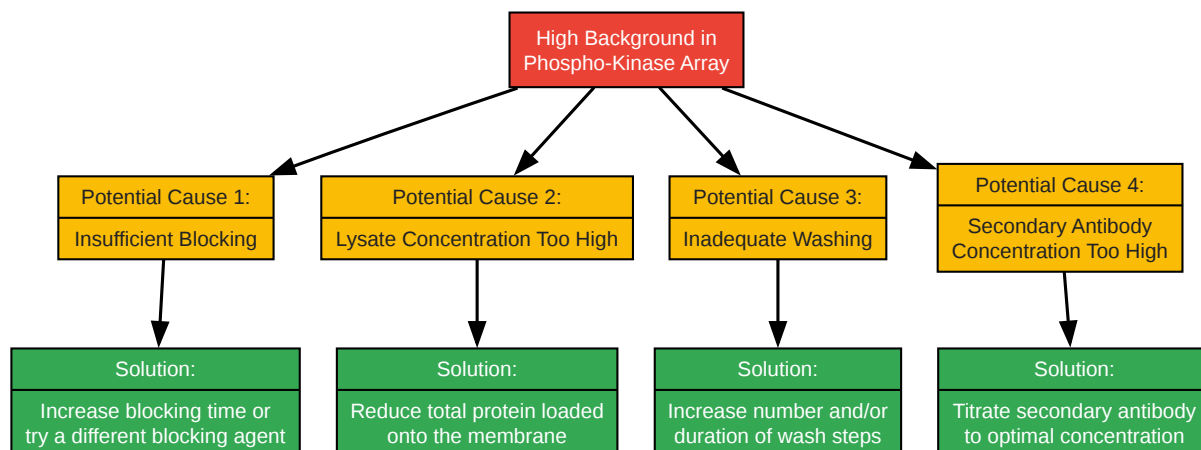 High Background in
Phospho-Kinase Array
Potential Cause 1:
Insufficient Blocking
Potential Cause 2:
Lysate Concentration Too High
Potential Cause 3:
Inadequate Washing
Potential Cause 4:
Secondary Antibody
Concentration Too High
Solution:
Increase blocking time or
try a different blocking agent
Solution:
Reduce total protein loaded
onto the membrane
Solution:
Increase number and/or
duration of wash steps
Solution:
Titrate secondary antibody
to optimal concentration